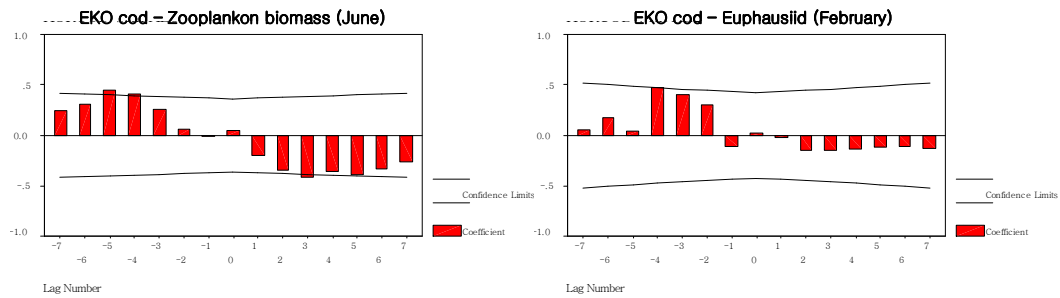 EKO cod – Zooplankon biomass (June)
1.0
.5
0.0
-.5
-1.0
-7 -5 -3 -1 1 3 5 7
-6 -4 -2 0 2 4 6
Lag Number
Confidence Limits
Coefficient
EKO cod – Euphausiid (February)
1.0
.5
0.0
-.5
-1.0
-7 -5 -3 -1 1 3 5 7
-6 -4 -2 0 2 4 6
Lag Number
Confidence Limits
Coefficient